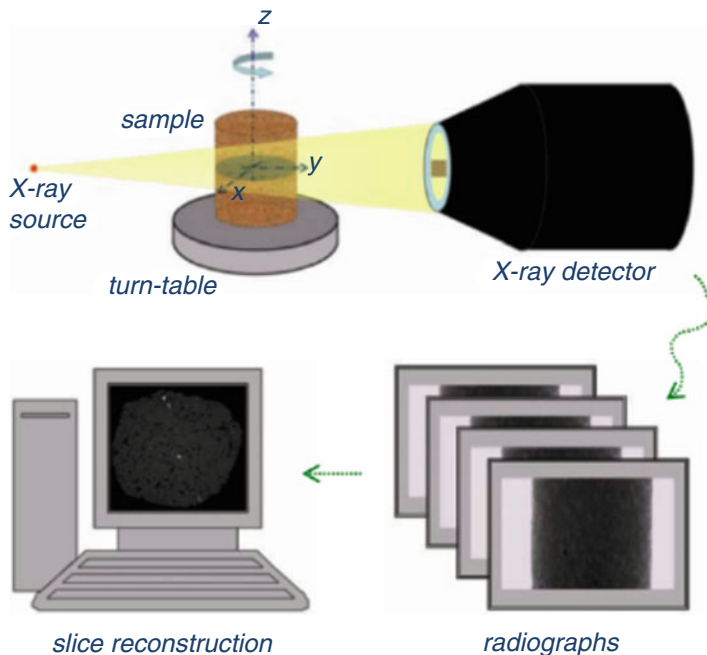 z
sample
y
x
X-ray
source
turn-table
X-ray detector
slice reconstruction
radiographs